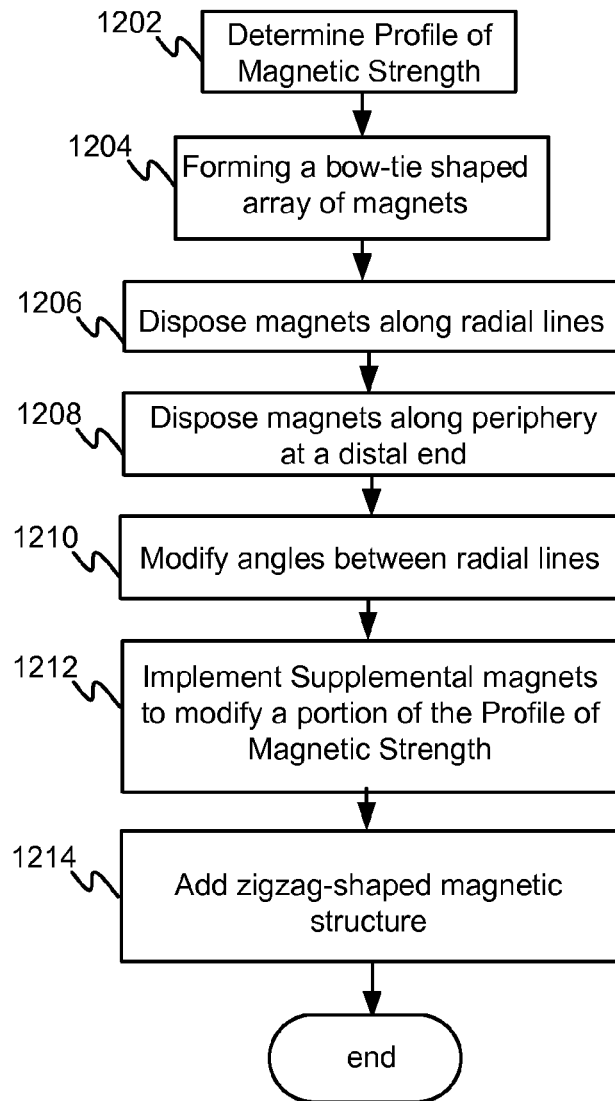 1202
Determine Profile of
Magnetic Strength
1204
Forming a bow-tie shaped
array of magnets
1206
Dispose magnets along radial lines
1208
Dispose magnets along periphery
at a distal end
1210
Modify angles between radial lines
1212
Implement Supplemental magnets
to modify a portion of the Profile of
Magnetic Strength
1214
Add zigzag-shaped magnetic
structure
end